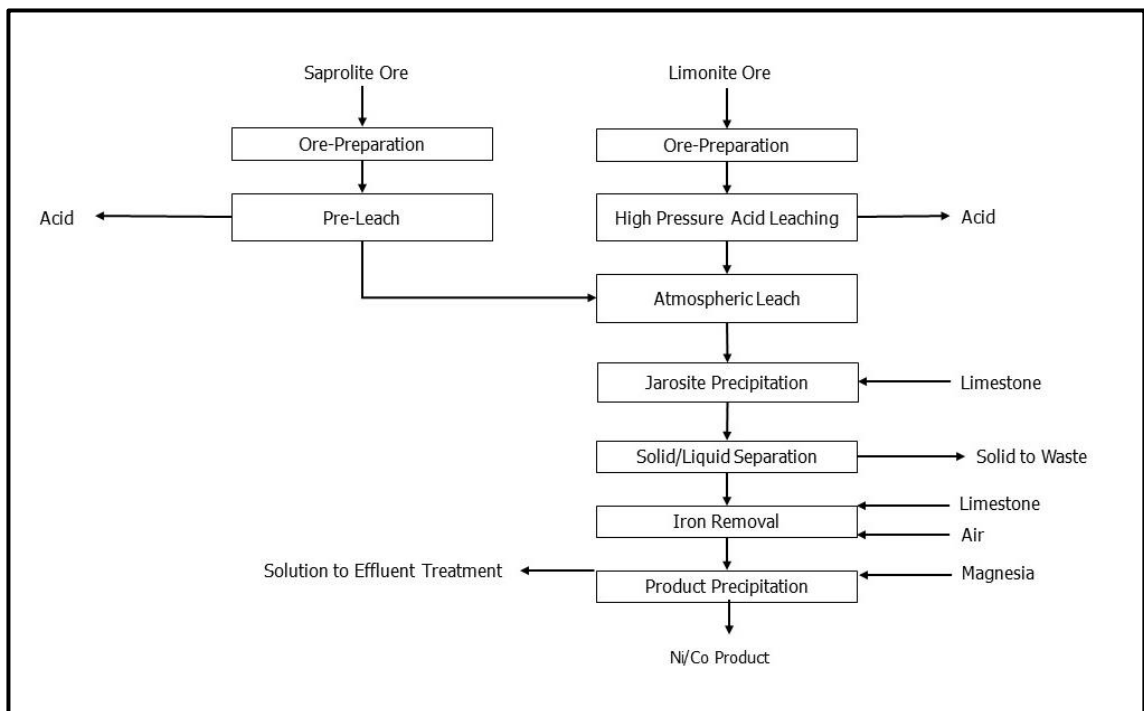 Saprolite Ore
Limonite Ore
Ore-Preparation
Ore-Preparation
Acid
Pre-Leach
High Pressure Acid Leaching
Acid
Atmospheric Leach
Jarosite Precipitation
Limestone
Solid/Liquid Separation
Solid to Waste
Limestone
Iron Removal
Air
Solution to Effluent Treatment
Product Precipitation
Magnesia
Ni/Co Product